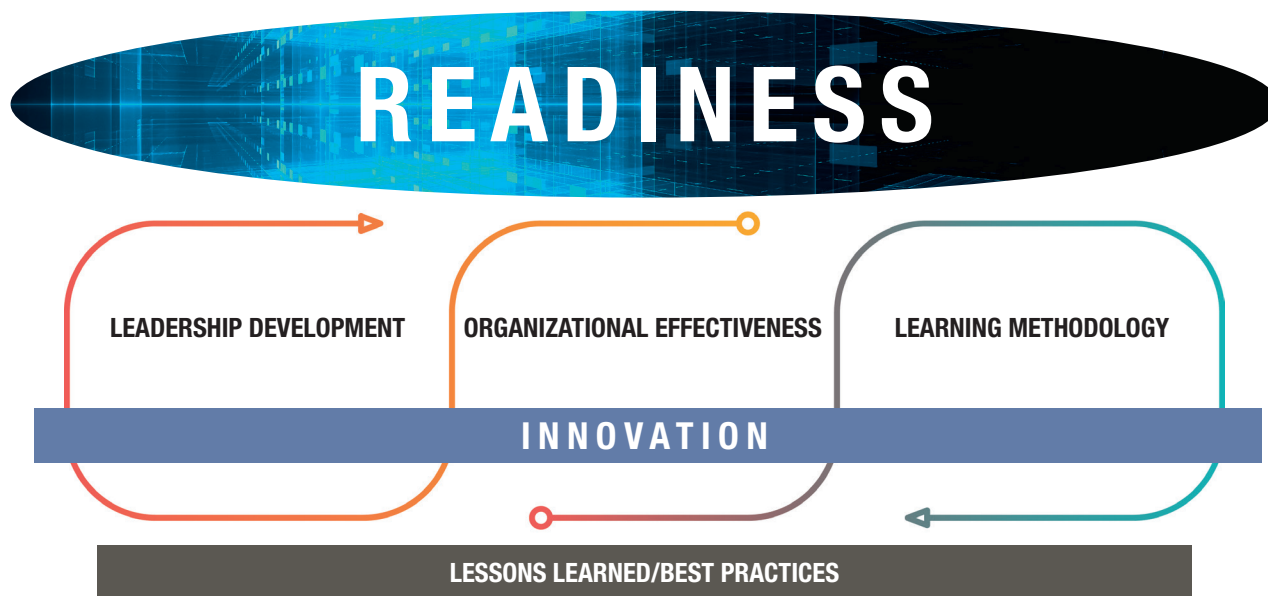 READINESS
LEADERSHIP DEVELOPMENT
ORGANIZATIONAL EFFECTIVENESS
LEARNING METHODOLOGY
INNOVATION
LESSONS LEARNED/BEST PRACTICES